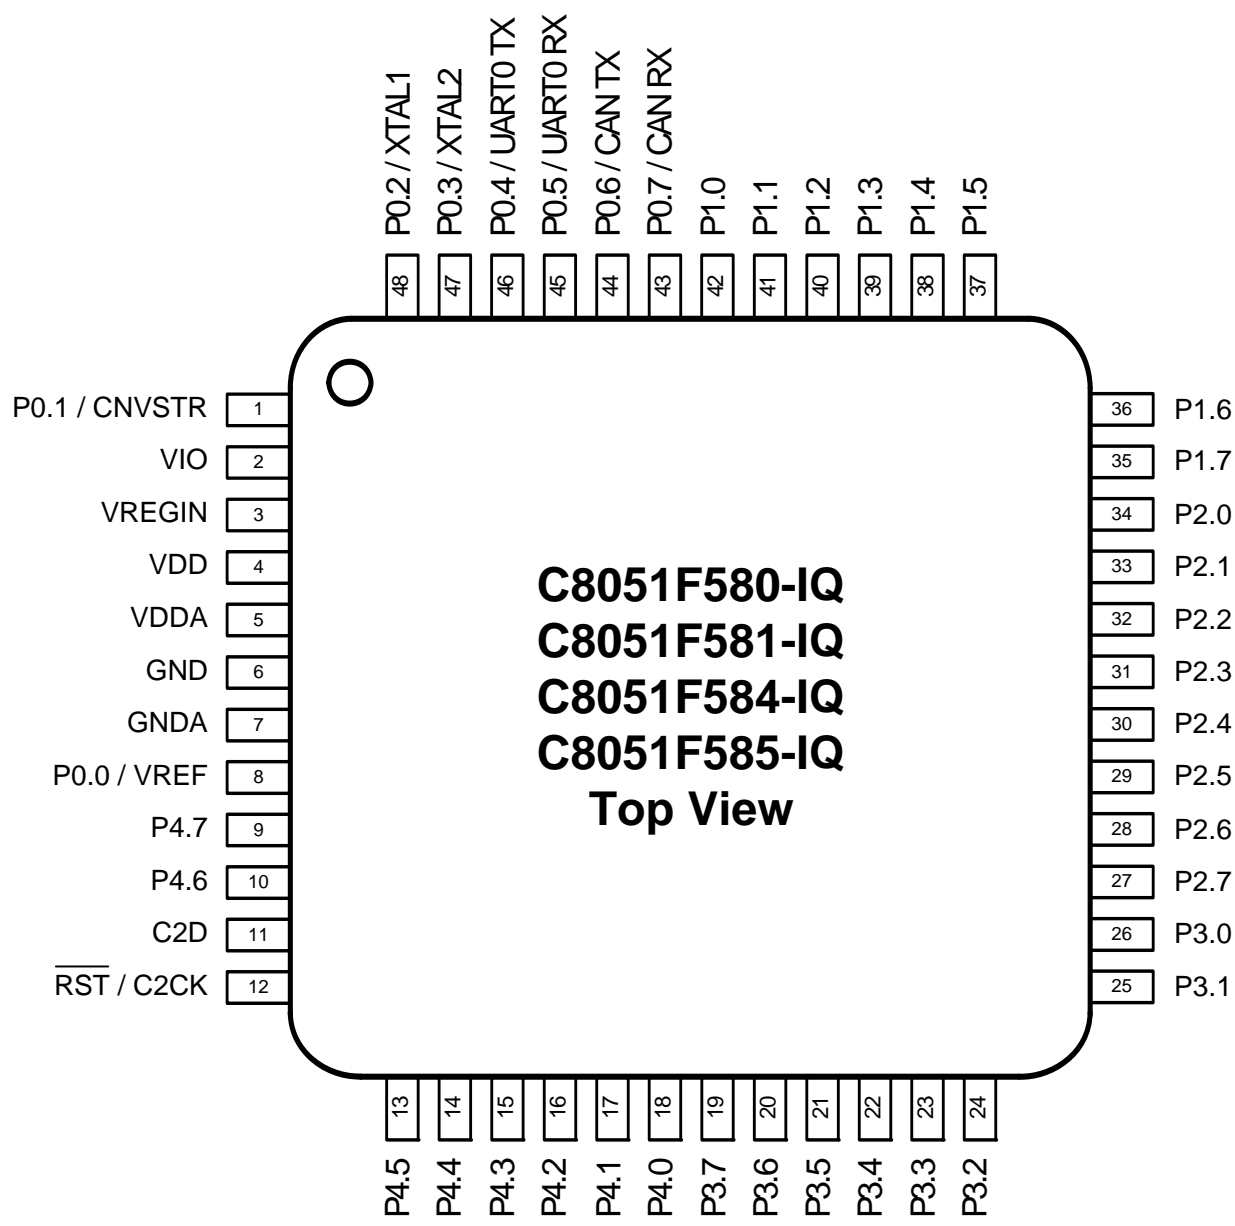 P0.2 / XTAL1
P0.3 / XTAL2
P0.4 / UART0 TX
P0.5 / UART0 RX
P0.6 / CAN TX
P0.7 / CAN RX
P1.0
P1.1
P1.2
P1.3
P1.4
P1.5
48
47
46
45
44
43
42
41
40
39
38
37
P0.1 / CNVSTR 1
VIO 2
VREGIN 3
VDD 4
VDDA 5
GND 6
GNDA 7
P0.0 / VREF 8
P4.7 9
P4.6 10
C2D 11
RST / C2CK 12
C8051F580-IQ
C8051F581-IQ
C8051F584-IQ
C8051F585-IQ
Top View
36 P1.6
35 P1.7
34 P2.0
33 P2.1
32 P2.2
31 P2.3
30 P2.4
29 P2.5
28 P2.6
27 P2.7
26 P3.0
25 P3.1
13
14
15
16
17
18
19
20
21
22
23
24
P4.5
P4.4
P4.3
P4.2
P4.1
P4.0
P3.7
P3.6
P3.5
P3.4
P3.3
P3.2